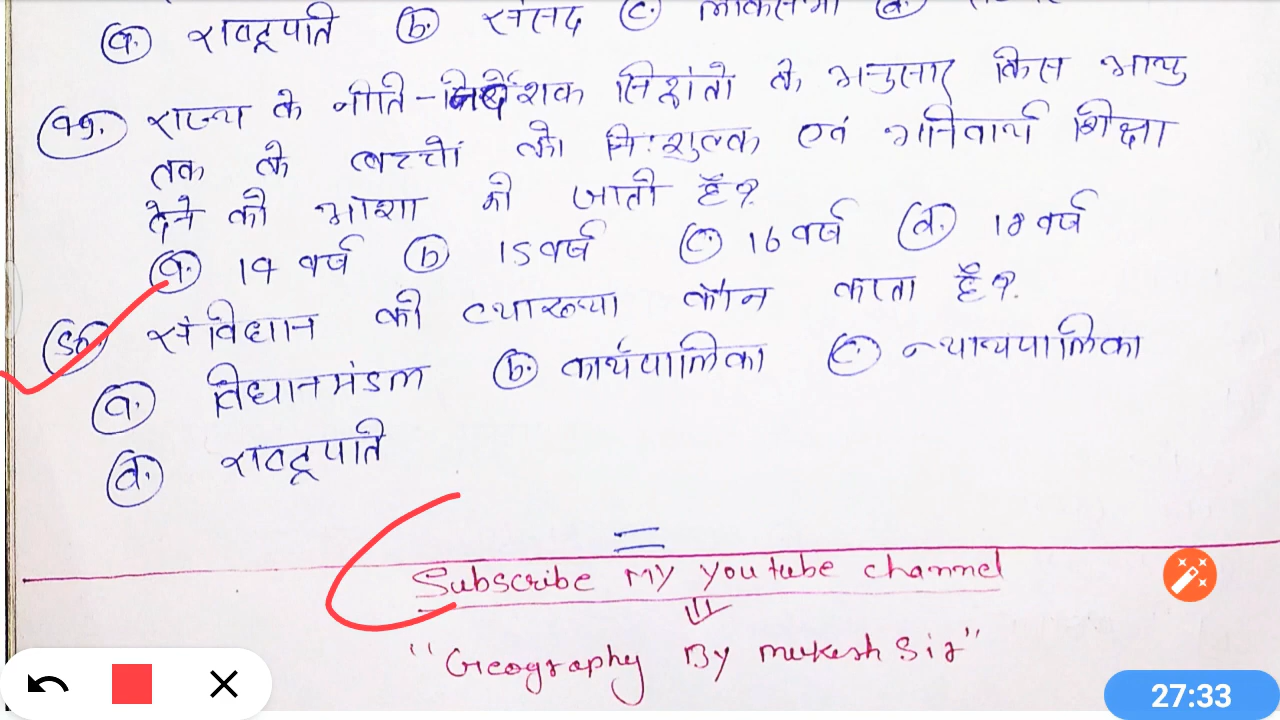 (a.) राष्ट्रपति (b.) संसद (c.) लोकसभा (d.)
(49.) राज्य के नीति-निर्देशक सिद्धांतो के अनुसार किस आयु
तक के बच्चों को नि:शुल्क एवं अनिवार्य शिक्षा
देने की आशा की जाती है?
(a.) 14 वर्ष (b) 15 वर्ष (c.) 16 वर्ष (d.) 18 वर्ष
(50.) संविधान की व्याख्या कौन करता है?
(a.) विधानमंडल (b.) कार्यपालिका (c.) न्यायपालिका
(d.) राष्ट्रपति
Subscribe My youtube channel
"Geography By mukesh Sir"
27:33